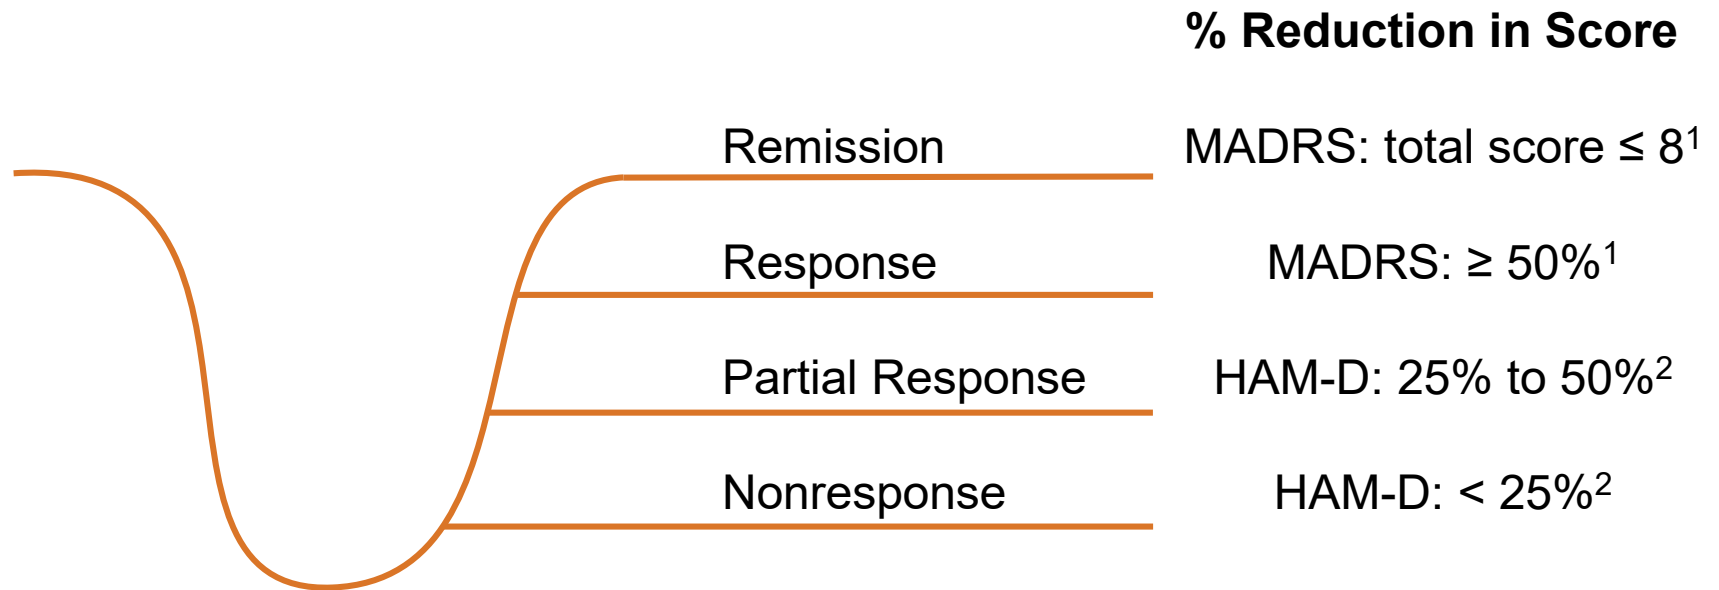 % Reduction in Score
Remission MADRS: total score ≤ 8¹
Response MADRS: ≥ 50%¹
Partial Response HAM-D: 25% to 50%²
Nonresponse HAM-D: < 25%²